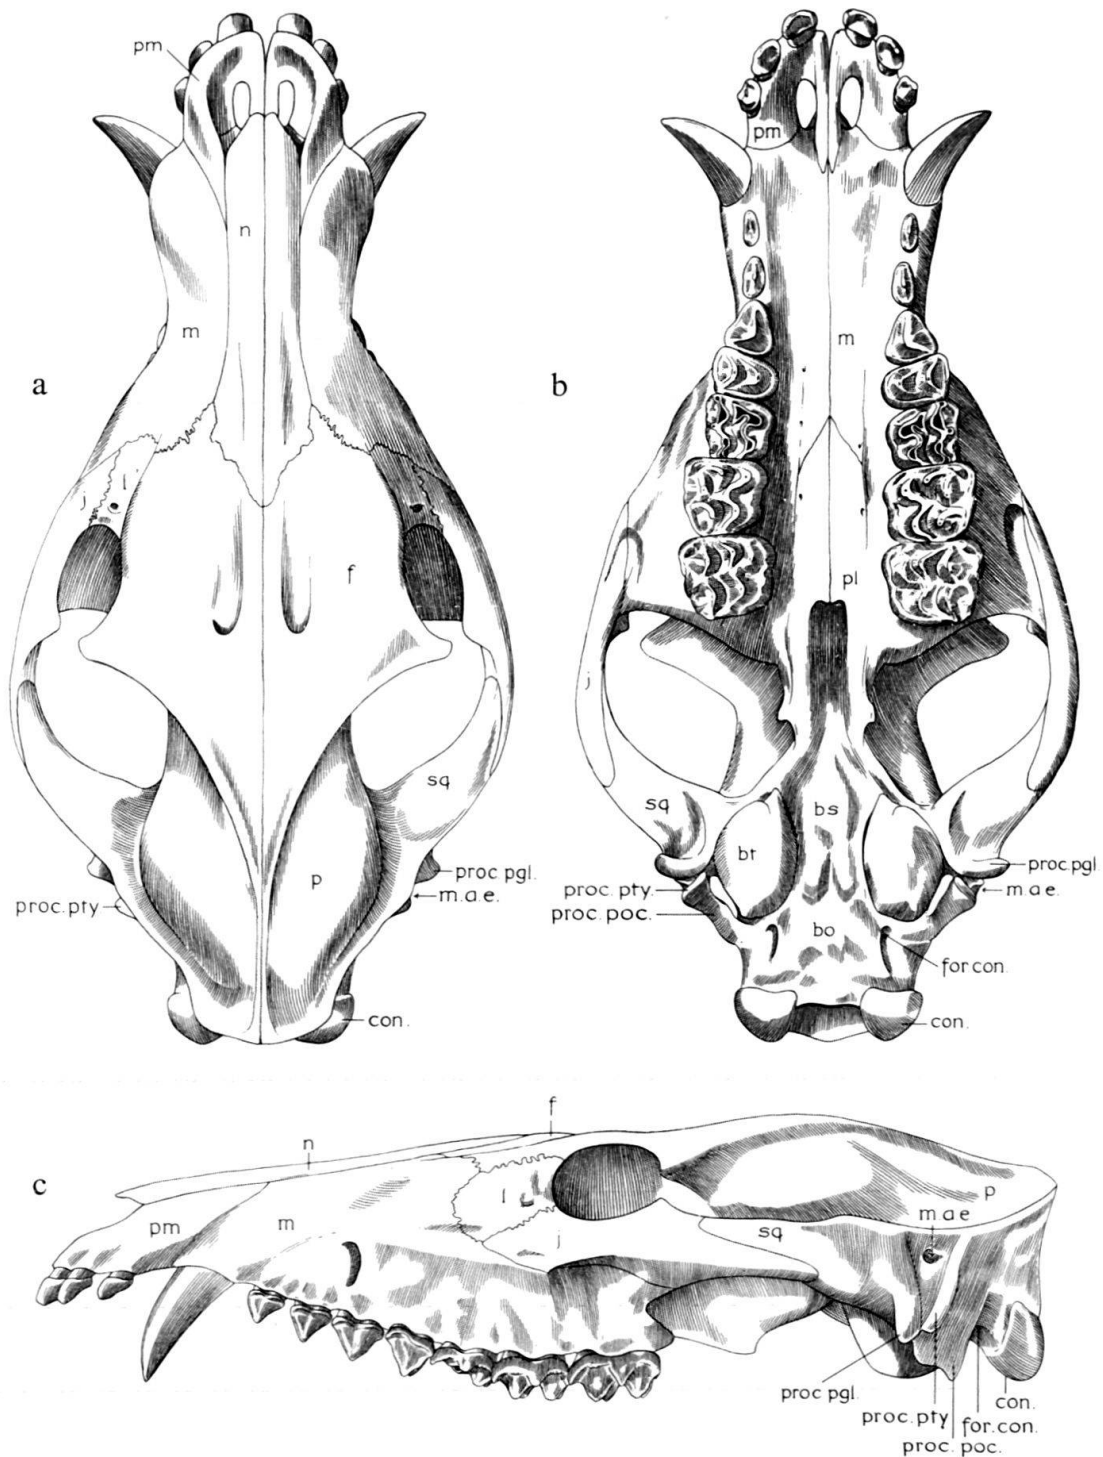 pm
n
m
a
j l
f
sq
p
proc. pgl.
m.a.e.
proc. pty
con.
pm
m
b
pl
j
sq
bs
bt
proc. pgl.
proc. pty.
m.a.e.
proc. poc.
bo
for. con.
con.
f
n
c
l
p
pm
m
m. a e
sq
j
proc pgl.
proc. pty
con.
for. con.
proc. poc.